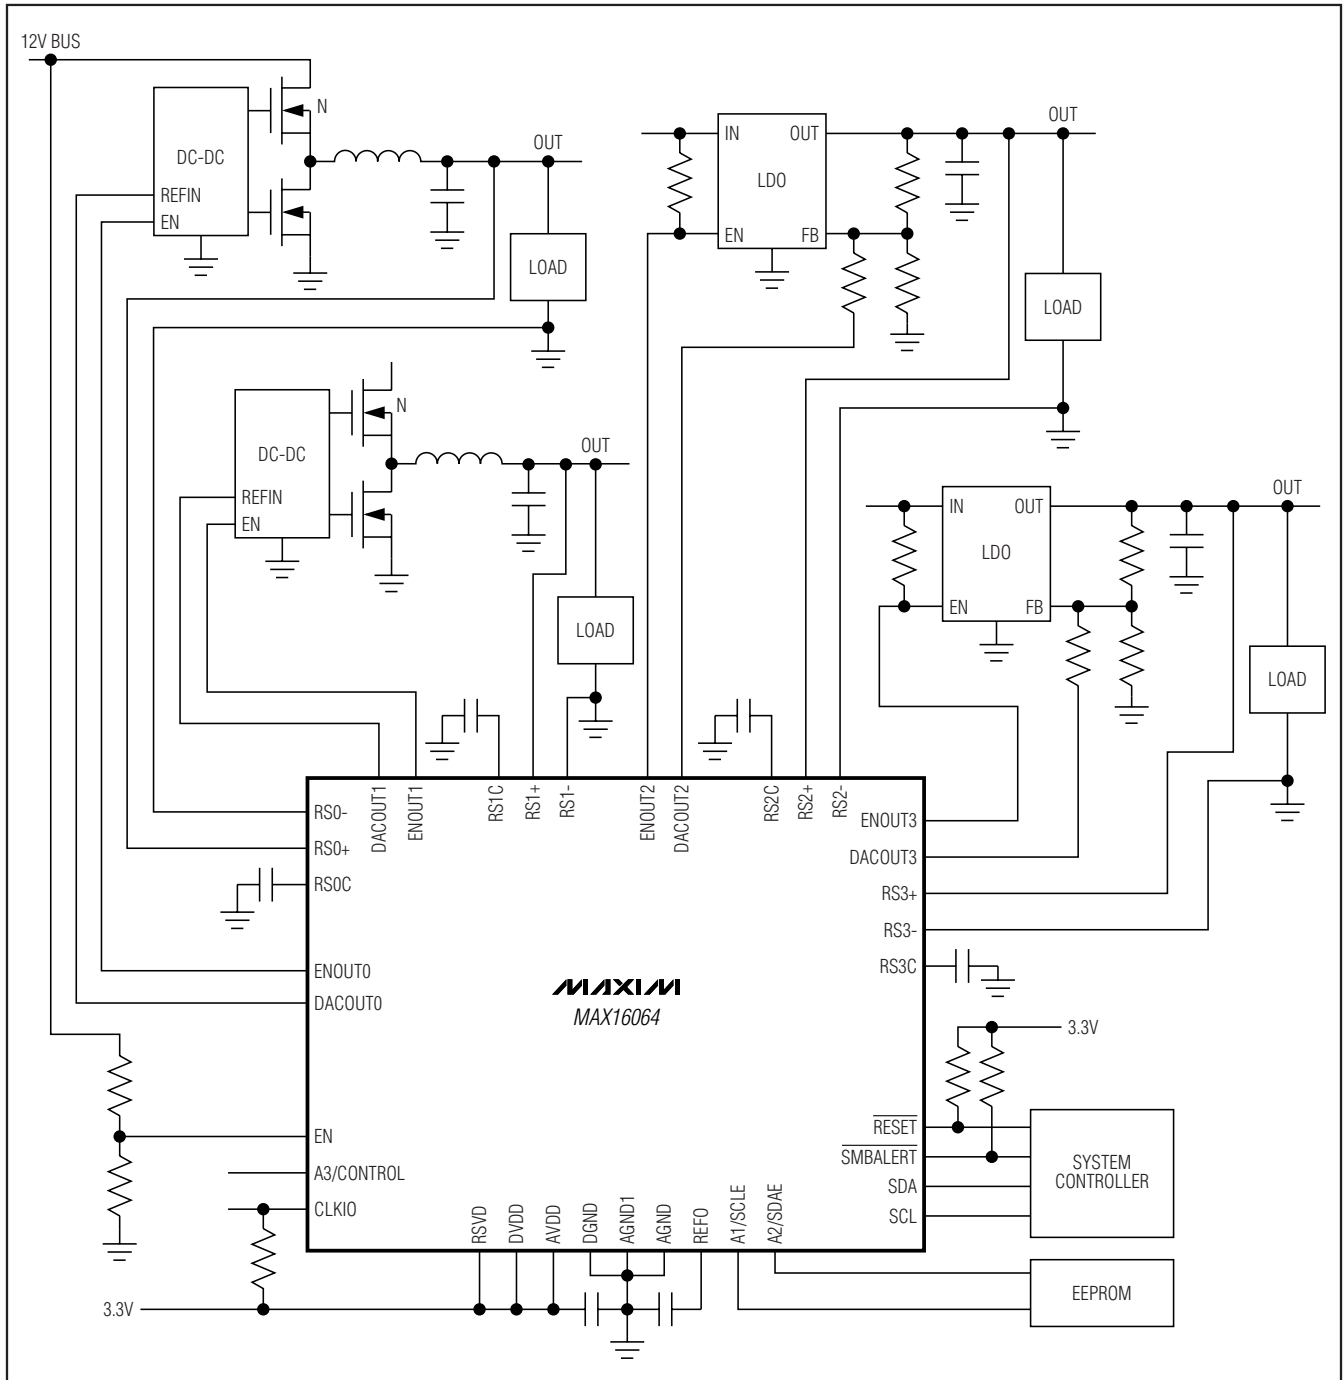 12V BUS
N
DC-DC
REFIN
EN
OUT
LOAD
IN
OUT
LDO
EN
FB
OUT
LOAD
N
DC-DC
REFIN
EN
OUT
LOAD
IN
OUT
LDO
EN
FB
OUT
LOAD
DACOUT1
ENOUT1
RS1C
RS1+
RS1-
ENOUT2
DACOUT2
RS2C
RS2+
RS2-
RS0-
RS0+
RS0C
ENOUT0
DACOUT0
EN
A3/CONTROL
CLKIO
ENOUT3
DACOUT3
RS3+
RS3-
RS3C
MAXIM
MAX16064
3.3V
RESET
SMBALERT
SDA
SCL
SYSTEM
CONTROLLER
RSVD
DVDD
AVDD
DGND
AGND1
AGND
REFO
A1/SCLE
A2/SDAE
EEPROM
3.3V